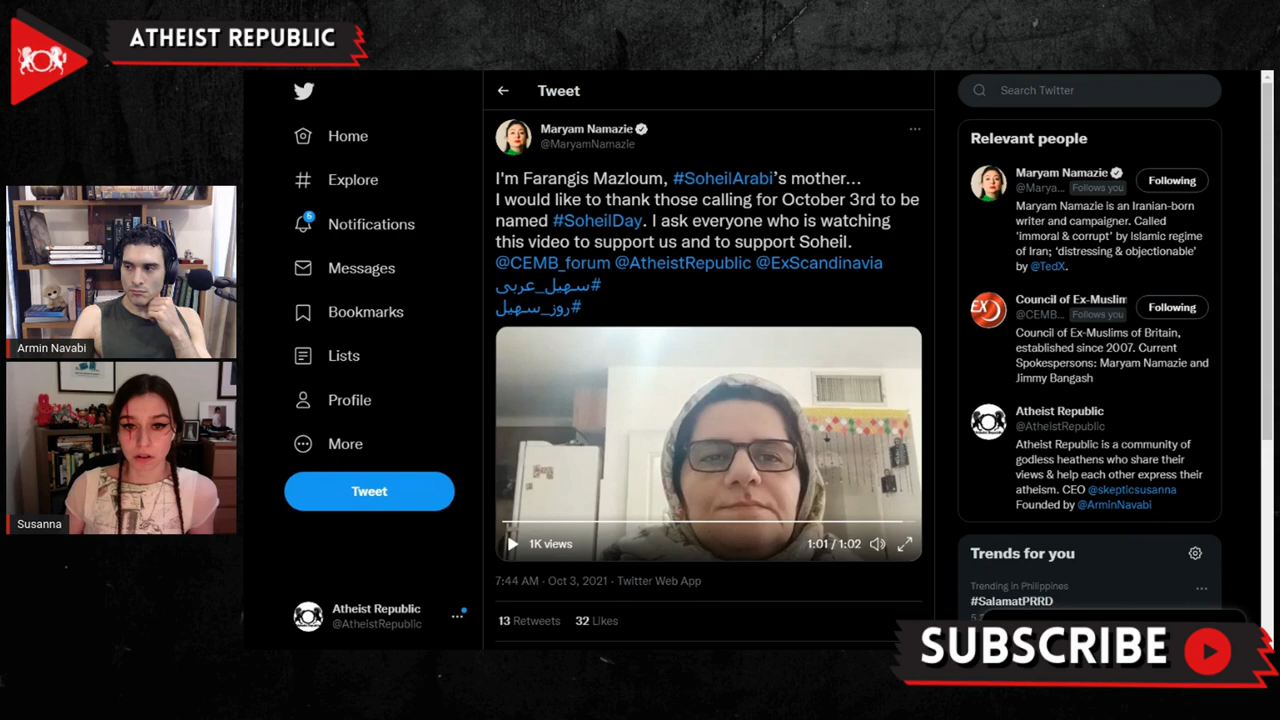 ATHEIST REPUBLIC
Armin Navabi
Susanna
Home
Explore
5
Notifications
Messages
Bookmarks
Lists
Profile
More
Tweet
Atheist Republic
@AtheistRepublic
Tweet
Maryam Namazie
@MaryamNamazie
I'm Farangis Mazloum, #SoheilArabi's mother...
I would like to thank those calling for October 3rd to be
named #SoheilDay. I ask everyone who is watching
this video to support us and to support Soheil.
@CEMB_forum @AtheistRepublic @ExScandinavia
#سهیل_عربی
#روز_سهیل
1K views
1:01 / 1:02
7:44 AM · Oct 3, 2021 · Twitter Web App
13 Retweets 32 Likes
Search Twitter
Relevant people
Maryam Namazie
@Marya... Follows you
Following
Maryam Namazie is an Iranian-born
writer and campaigner. Called
'immoral & corrupt' by Islamic regime
of Iran; 'distressing & objectionable'
by @TedX.
EX
Council of Ex-Muslim
@CEMB... Follows you
Following
Council of Ex-Muslims of Britain,
established since 2007. Current
Spokespersons: Maryam Namazie and
Jimmy Bangash
Atheist Republic
@AtheistRepublic
Atheist Republic is a community of
godless heathens who share their
views & help each other express their
atheism. CEO @skepticsusanna
Founded by @ArminNavabi
Trends for you
Trending in Philippines
#SalamatPRRD
SUBSCRIBE